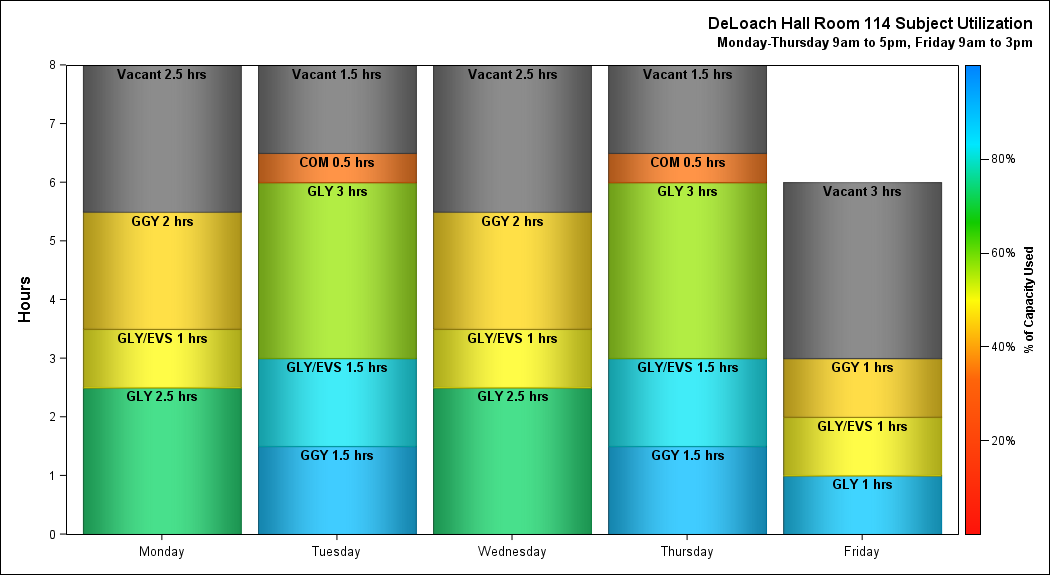 DeLoach Hall Room 114 Subject Utilization
Monday-Thursday 9am to 5pm, Friday 9am to 3pm
Hours
8
7
6
5
4
3
2
1
0
Vacant 2.5 hrs
GGY 2 hrs
GLY/EVS 1 hrs
GLY 2.5 hrs
Monday
Vacant 1.5 hrs
COM 0.5 hrs
GLY 3 hrs
GLY/EVS 1.5 hrs
GGY 1.5 hrs
Tuesday
Vacant 2.5 hrs
GGY 2 hrs
GLY/EVS 1 hrs
GLY 2.5 hrs
Wednesday
Vacant 1.5 hrs
COM 0.5 hrs
GLY 3 hrs
GLY/EVS 1.5 hrs
GGY 1.5 hrs
Thursday
Vacant 3 hrs
GGY 1 hrs
GLY/EVS 1 hrs
GLY 1 hrs
Friday
80%
60%
40%
20%
% of Capacity Used